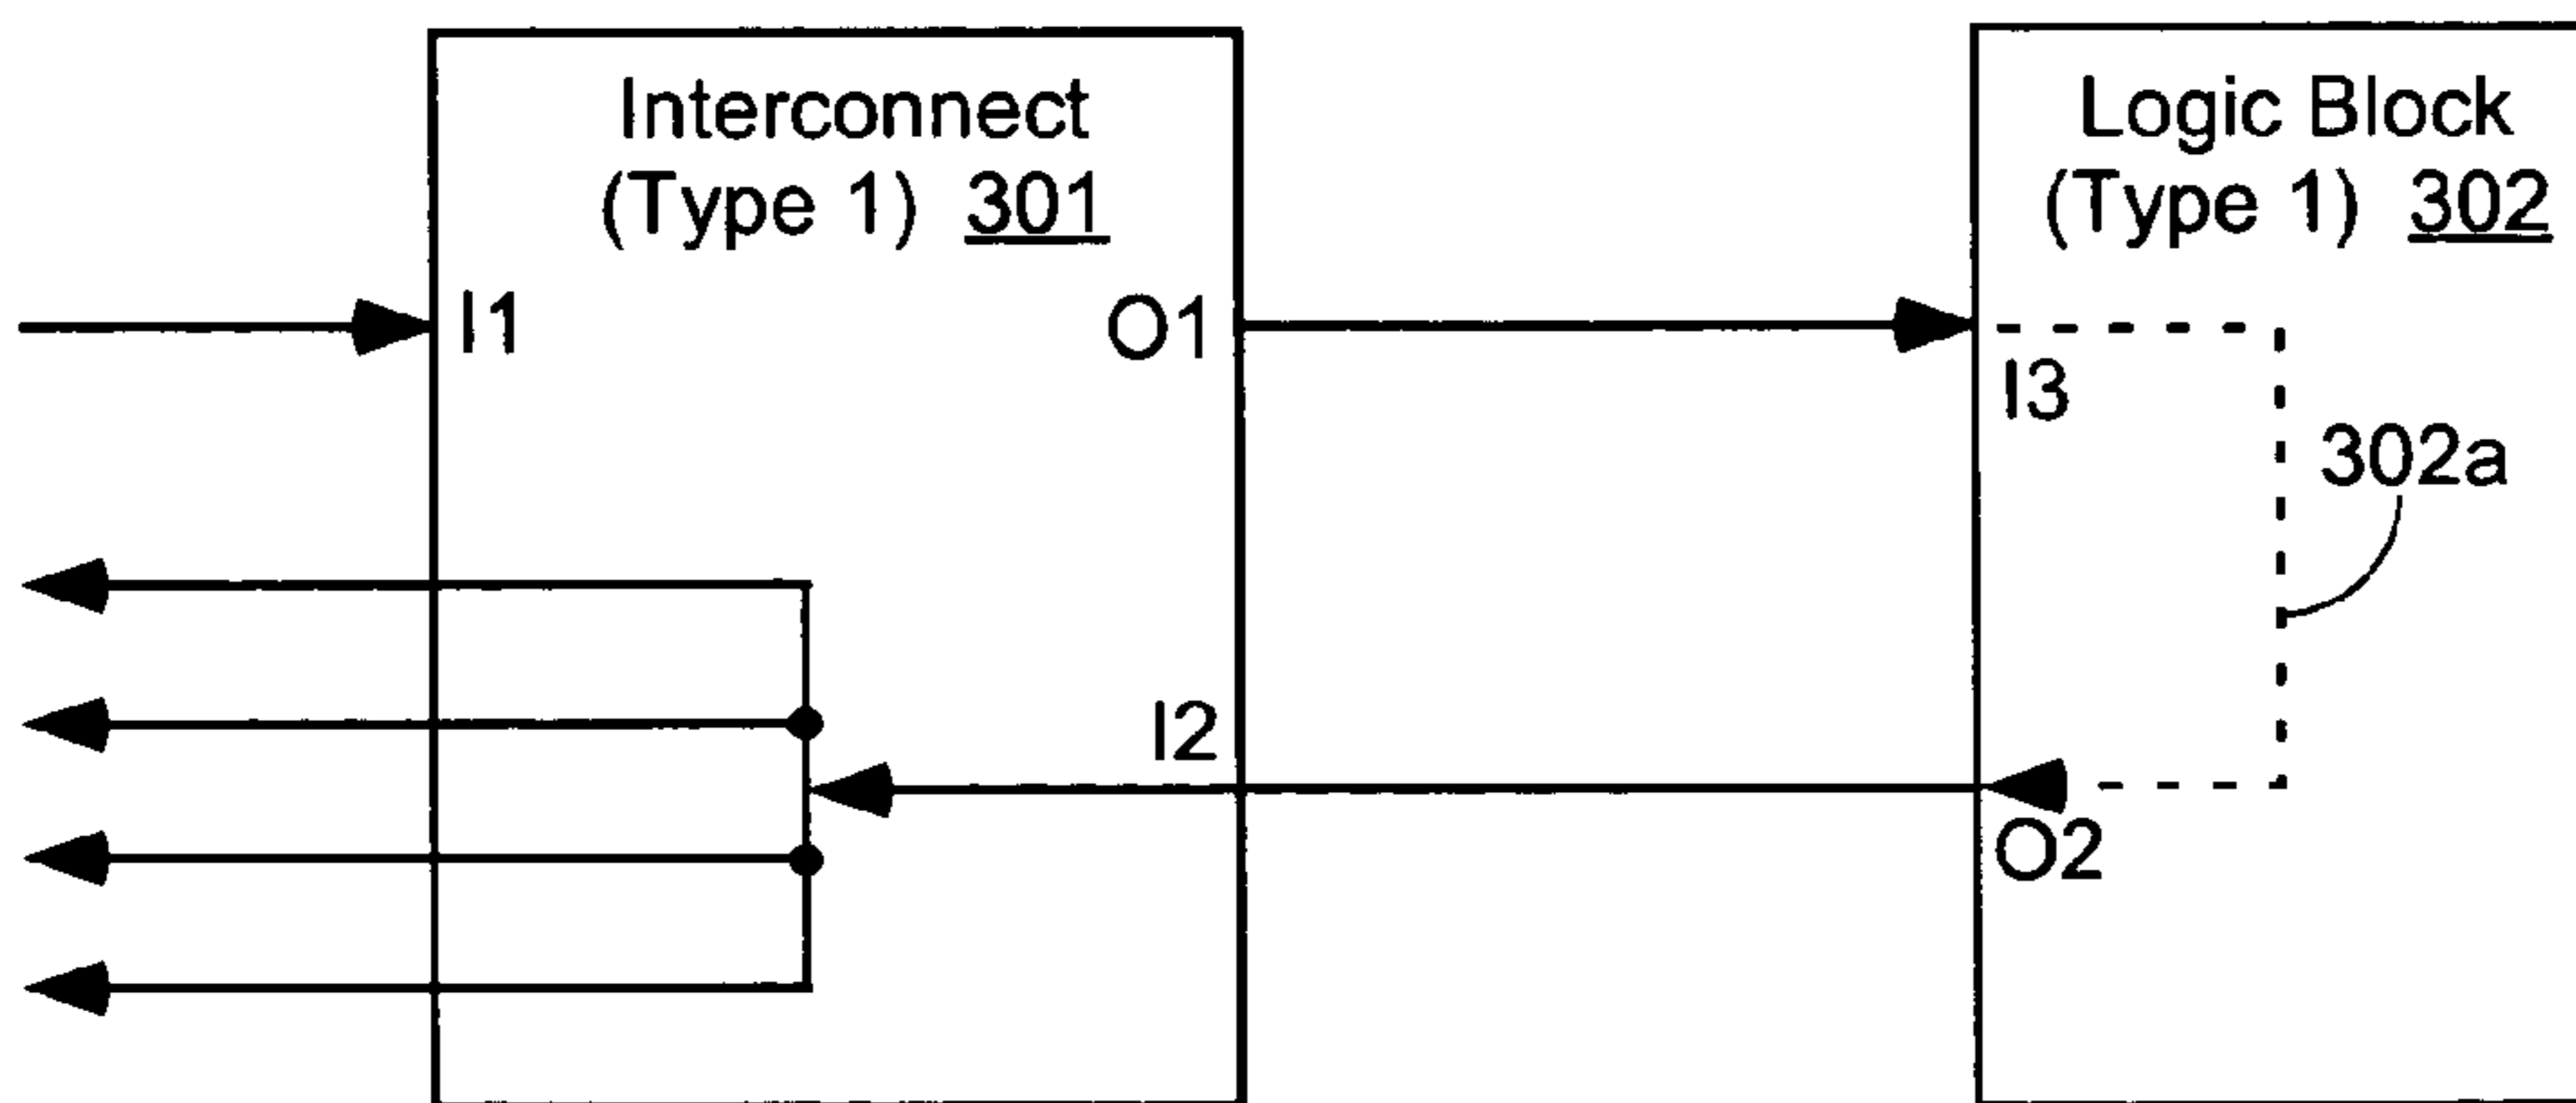 Interconnect
(Type 1) 301
Logic Block
(Type 1) 302
I1
O1
I3
302a
I2
O2